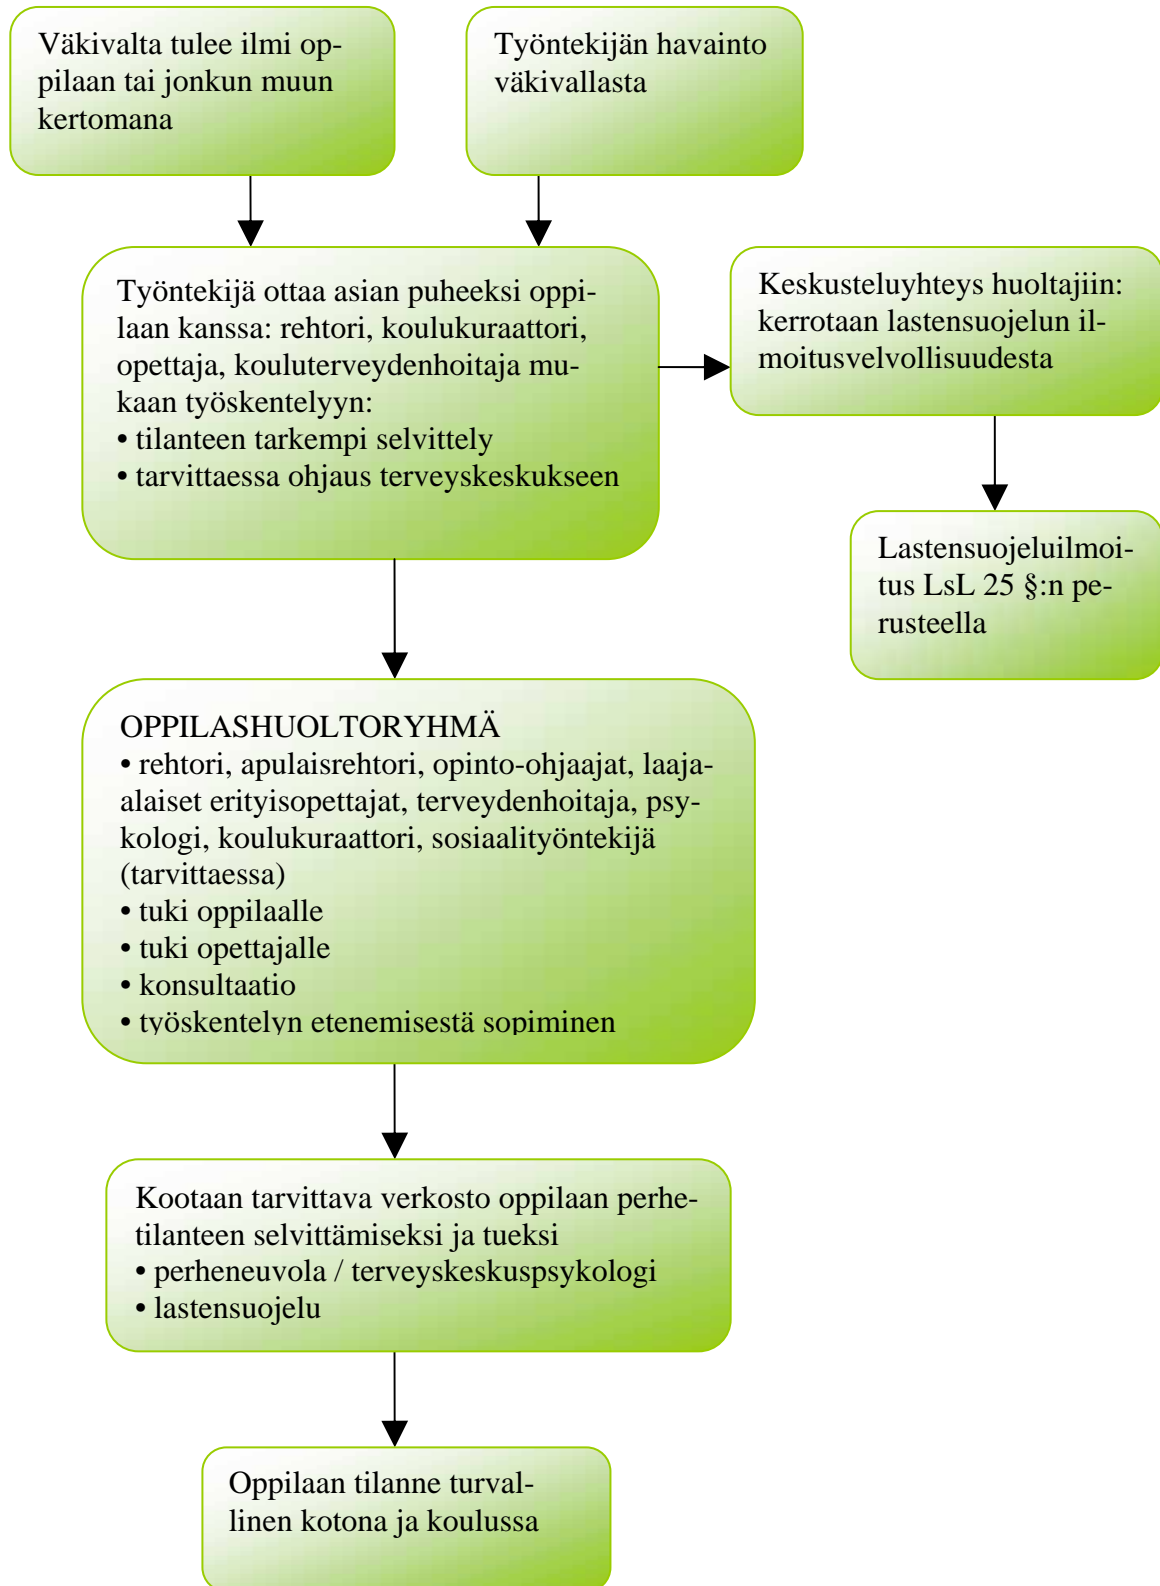 Väkivalta tulee ilmi op-
pilaan tai jonkun muun
kertomana
Työntekijän havainto
väkivallasta
Työntekijä ottaa asian puheeksi oppi-
laan kanssa: rehtori, koulukuraattori,
opettaja, kouluterveydenhoitaja mu-
kaan työskentelyyn:
• tilanteen tarkempi selvittely
• tarvittaessa ohjaus terveyskeskukseen
Keskusteluyhteys huoltajiin:
kerrotaan lastensuojelun il-
moitusvelvollisuudesta
Lastensuojeluilmoi-
tus LsL 25 §:n pe-
rusteella
OPPILASHUOLTORYHMÄ
• rehtori, apulaisrehtori, opinto-ohjaajat, laaja-
alaiset erityisopettajat, terveydenhoitaja, psy-
kologi, koulukuraattori, sosiaalityöntekijä
(tarvittaessa)
• tuki oppilaalle
• tuki opettajalle
• konsultaatio
• työskentelyn etenemisestä sopiminen
Kootaan tarvittava verkosto oppilaan perhe-
tilanteen selvittämiseksi ja tueksi
• perheneuvola / terveyskeskuspsykologi
• lastensuojelu
Oppilaan tilanne turval-
linen kotona ja koulussa